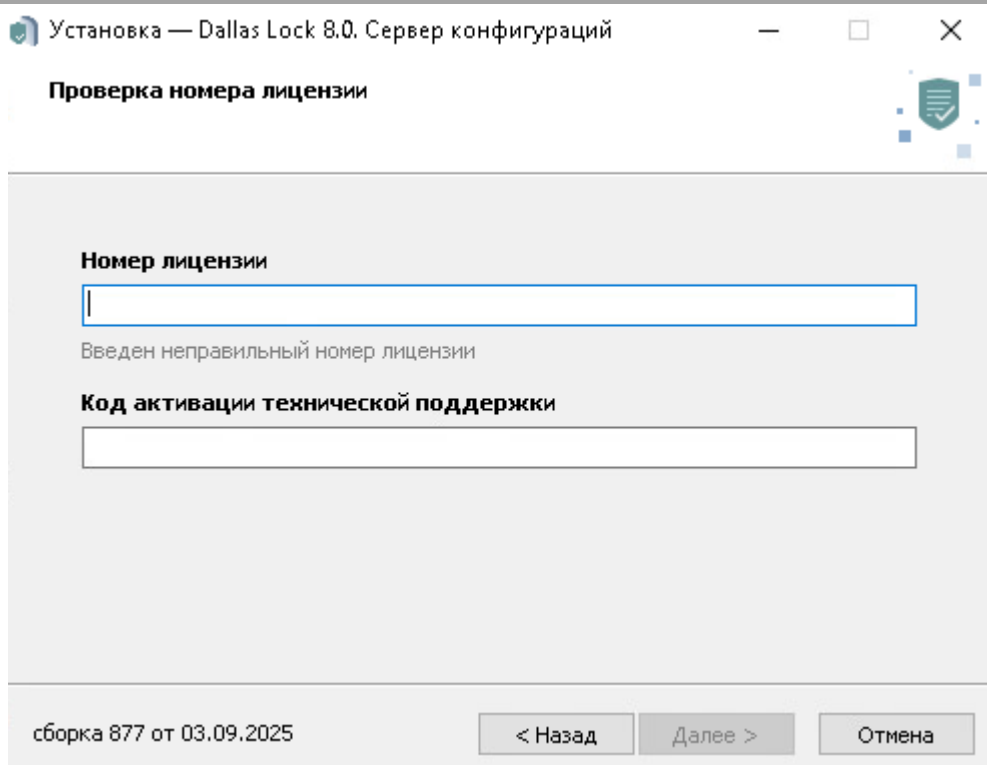 Установка — Dallas Lock 8.0. Сервер конфигураций
Проверка номера лицензии
Номер лицензии
Введен неправильный номер лицензии
Код активации технической поддержки
сборка 877 от 03.09.2025
< Назад
Далее >
Отмена